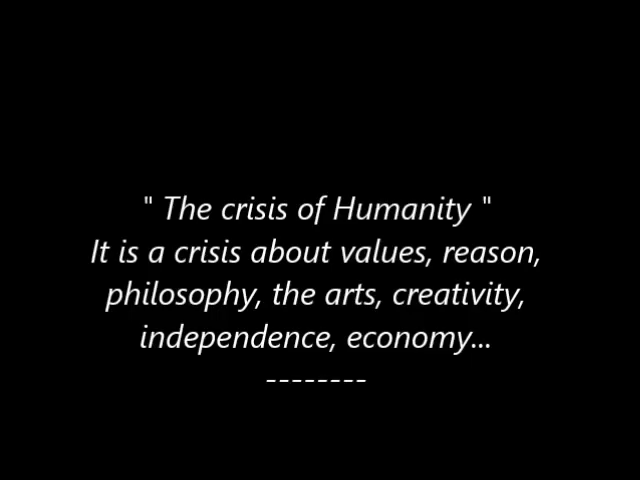 " The crisis of Humanity "
It is a crisis about values, reason,
philosophy, the arts, creativity,
independence, economy...
--------